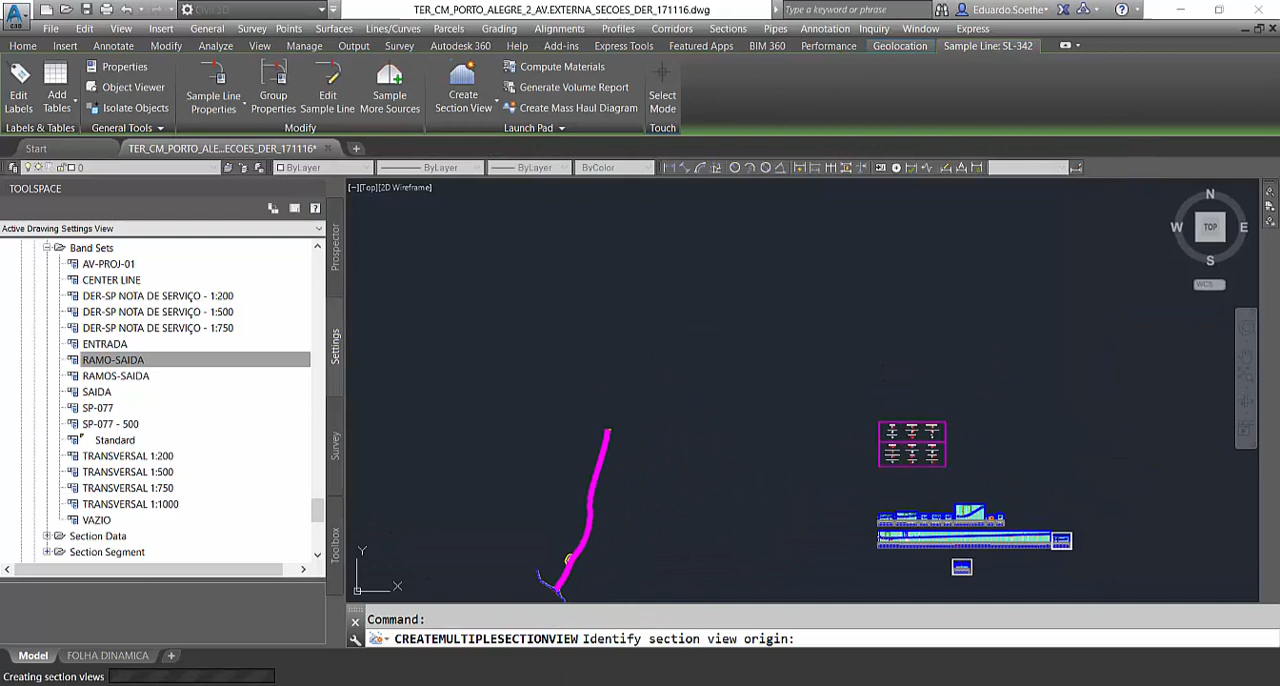 TER_CM_PORTO_ALEGRE_2_AV.EXTERNA_SECOES_DER_171116.dwg
Type a keyword or phrase
Eduardo.Soethe
C3D
File Edit View Insert General Survey Points Surfaces Lines/Curves Parcels Grading Alignments Profiles Corridors Sections Pipes Annotation Inquiry Window Express
Home Insert Annotate Modify Analyze View Manage Output Survey Autodesk 360 Help Add-ins Express Tools Featured Apps BIM 360 Performance Geolocation Sample Line: SL-342
Edit Labels
Add Tables
Labels & Tables
Properties
Object Viewer
Isolate Objects
General Tools
Sample Line Properties
Group Properties
Edit Sample Line
Sample More Sources
Modify
Create Section View
Compute Materials
Generate Volume Report
Create Mass Haul Diagram
Launch Pad
Select Mode
Touch
Start
TER_CM_PORTO_ALE...ECOES_DER_171116*
0
ByLayer
ByLayer
ByLayer
ByColor
TOOLSPACE
Active Drawing Settings View
Band Sets
AV-PROJ-01
CENTER LINE
DER-SP NOTA DE SERVIÇO - 1:200
DER-SP NOTA DE SERVIÇO - 1:500
DER-SP NOTA DE SERVIÇO - 1:750
ENTRADA
RAMO-SAIDA
RAMOS-SAIDA
SAIDA
SP-077
SP-077 - 500
Standard
TRANSVERSAL 1:200
TRANSVERSAL 1:500
TRANSVERSAL 1:750
TRANSVERSAL 1:1000
VAZIO
Section Data
Section Segment
Prospector
Settings
Survey
Toolbox
[−][Top][2D Wireframe]
N
W
TOP
E
S
WCS
Y
X
Command:
CREATEMULTIPLESECTIONVIEW Identify section view origin:
Model
FOLHA DINAMICA
Creating section views